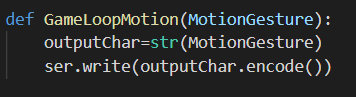 def GameLoopMotion(MotionGesture):
    outputChar=str(MotionGesture)
    ser.write(outputChar.encode())